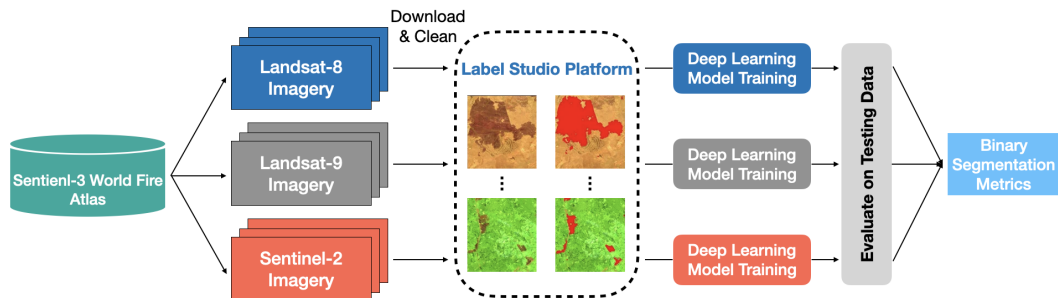 Sentienl-3 World Fire
Atlas
Landsat-8
Imagery
Landsat-9
Imagery
Sentinel-2
Imagery
Download
& Clean
Label Studio Platform
Deep Learning
Model Training
Deep Learning
Model Training
Deep Learning
Model Training
Evaluate on Testing Data
Binary
Segmentation
Metrics